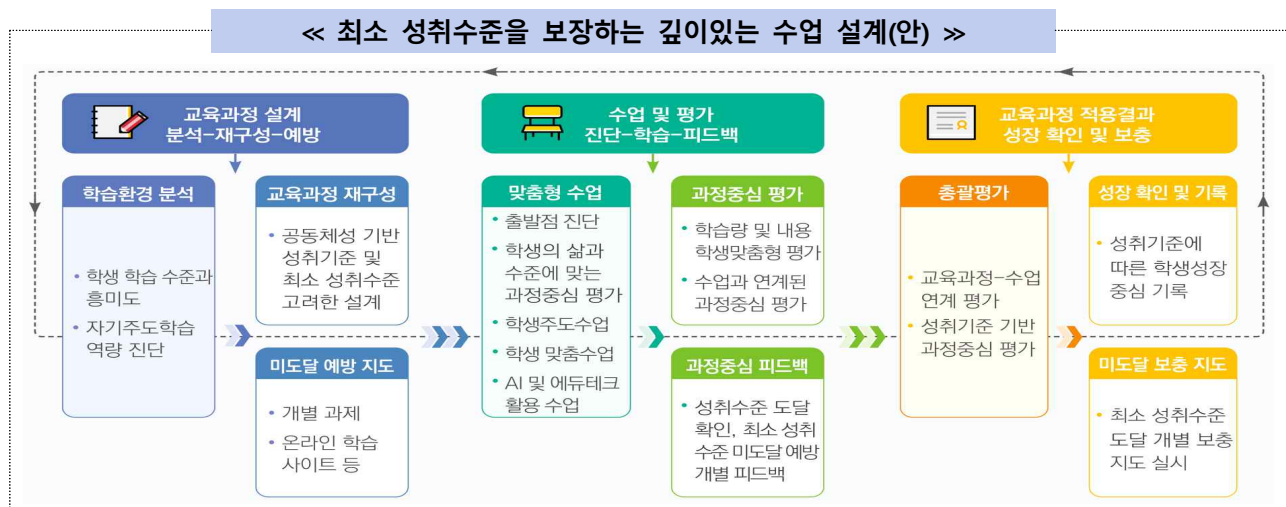 ≪ 최소 성취수준을 보장하는 깊이있는 수업 설계(안) ≫
교육과정 설계
분석-재구성-예방
학습환경 분석
• 학생 학습 수준과
흥미도
• 자기주도학습
역량 진단
교육과정 재구성
• 공동체성 기반
성취기준 및
최소 성취수준
고려한 설계
미도달 예방 지도
• 개별 과제
• 온라인 학습
사이트 등
수업 및 평가
진단-학습-피드백
맞춤형 수업
• 출발점 진단
• 학생의 삶과
수준에 맞는
과정중심 평가
• 학생주도수업
• 학생 맞춤수업
• AI 및 에듀테크
활용 수업
과정중심 평가
• 학습량 및 내용
학생맞춤형 평가
• 수업과 연계된
과정중심 평가
과정중심 피드백
• 성취수준 도달
확인, 최소 성취
수준 미도달 예방
개별 피드백
교육과정 적용결과
성장 확인 및 보충
총괄평가
• 교육과정-수업
연계 평가
• 성취기준 기반
과정중심 평가
성장 확인 및 기록
• 성취기준에
따른 학생성장
중심 기록
미도달 보충 지도
• 최소 성취수준
도달 개별 보충
지도 실시